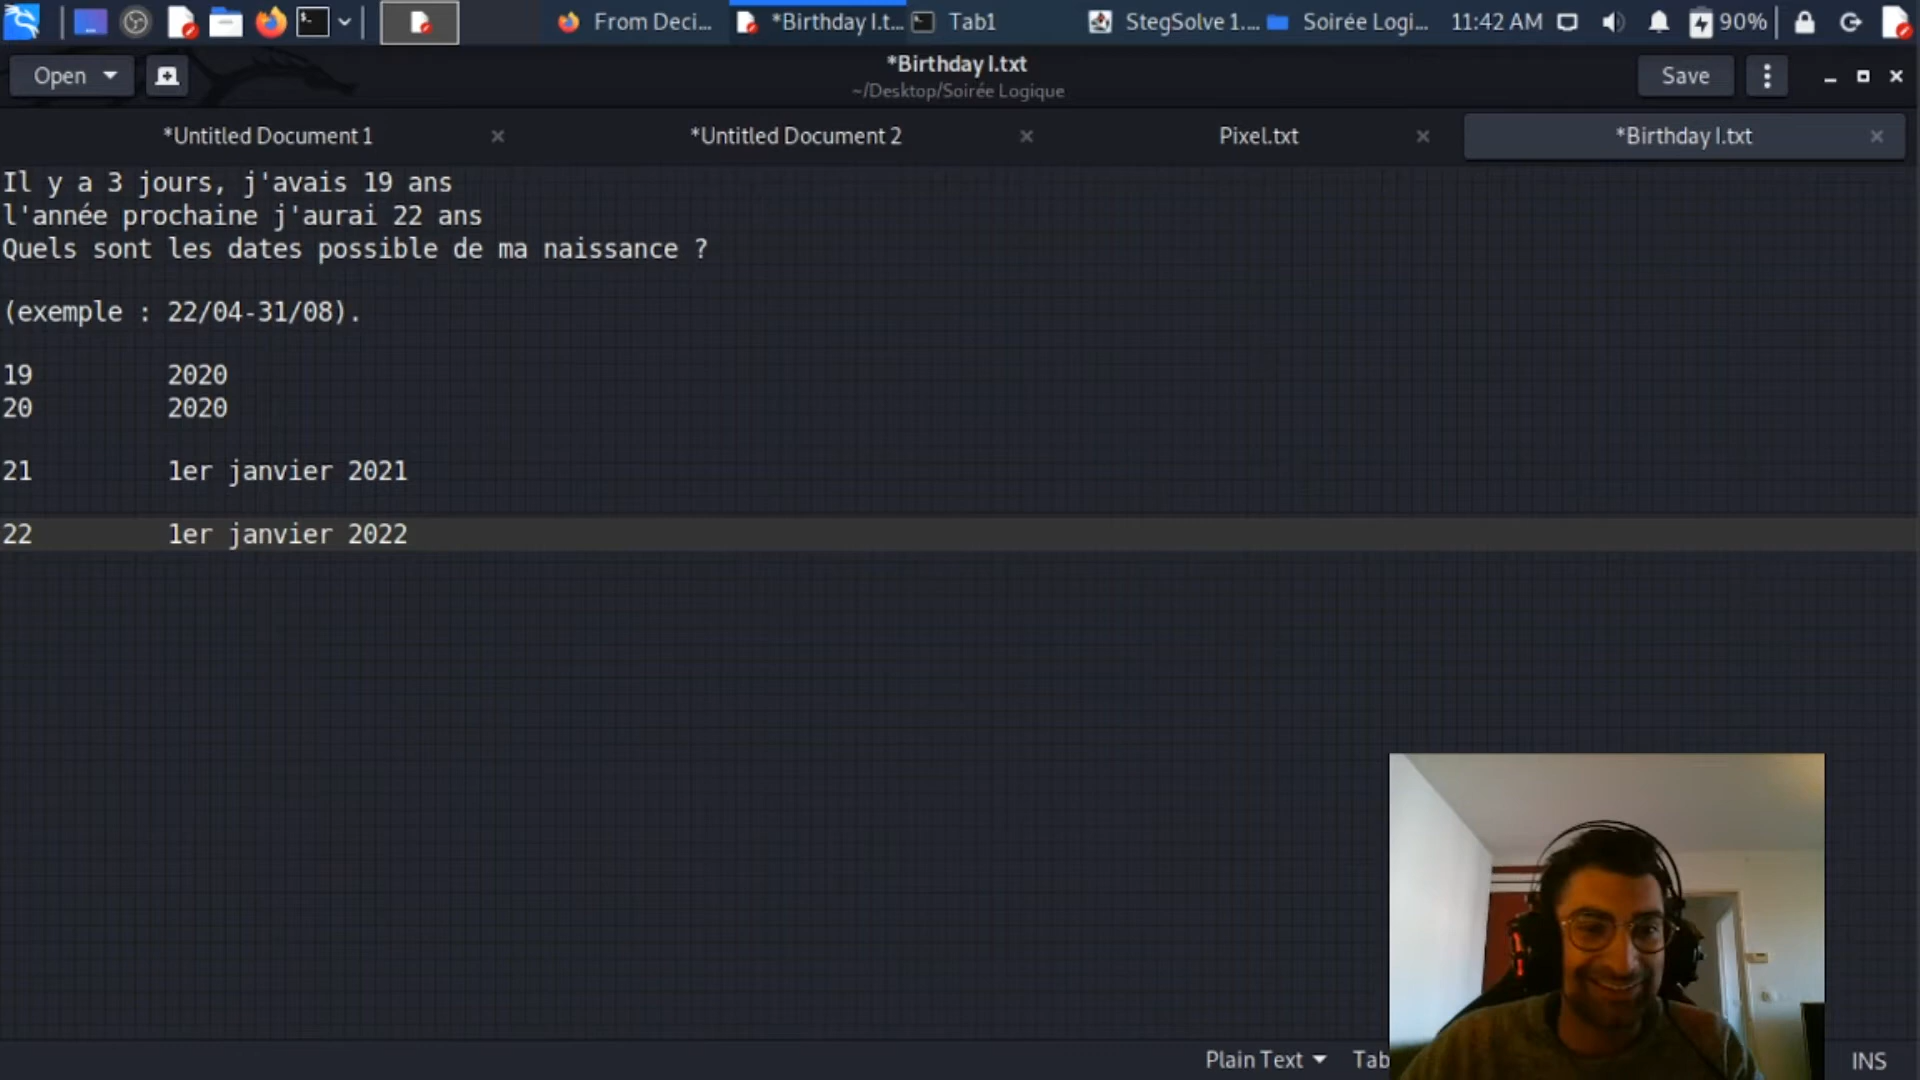 From Deci...
*Birthday I.t...
Tab1
StegSolve 1....
Soirée Logi...
11:42 AM
90%
Open
*Birthday I.txt
~/Desktop/Soirée Logique
Save
*Untitled Document 1
*Untitled Document 2
Pixel.txt
*Birthday I.txt
Il y a 3 jours, j'avais 19 ans
l'année prochaine j'aurai 22 ans
Quels sont les dates possible de ma naissance ?
(exemple : 22/04-31/08).
19 2020
20 2020
21 1er janvier 2021
22 1er janvier 2022
Plain Text
Tab
INS